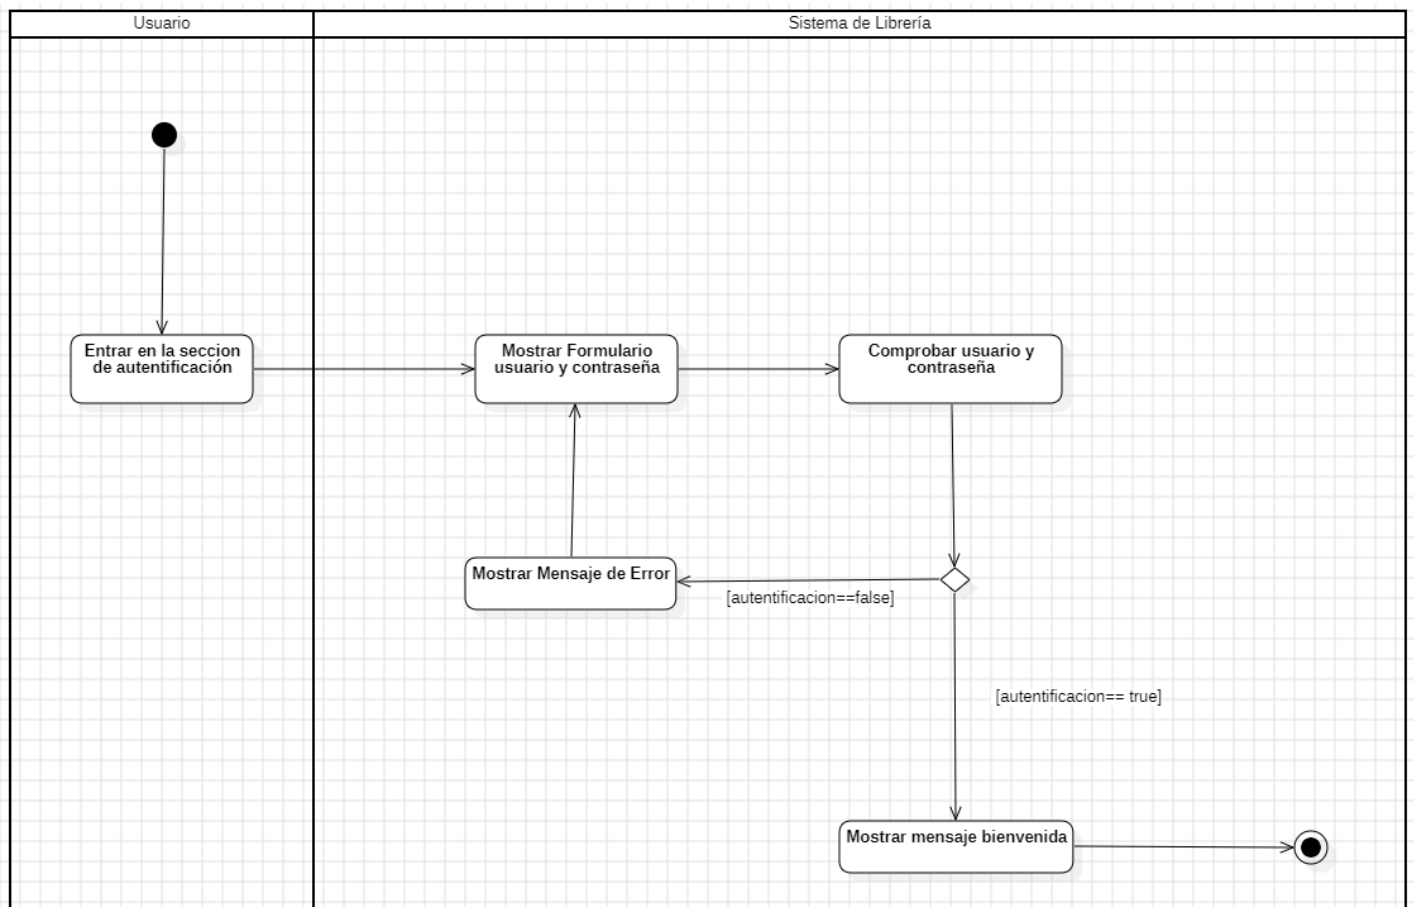 Usuario
Sistema de Librería
Entrar en la seccion
de autentificación
Mostrar Formulario
usuario y contraseña
Comprobar usuario y
contraseña
Mostrar Mensaje de Error
[autentificacion==false]
[autentificacion== true]
Mostrar mensaje bienvenida